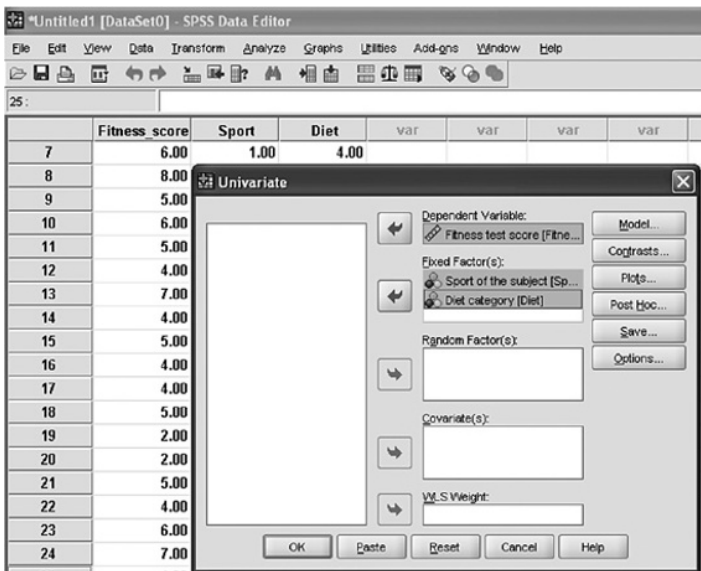 *Untitled1 [DataSet0] - SPSS Data Editor
File Edit View Data Transform Analyze Graphs Utilities Add-ons Window Help
25 :
Fitness_score Sport Diet var var var var
7 6.00 1.00 4.00
8 8.00
9 5.00
10 6.00
11 5.00
12 4.00
13 7.00
14 4.00
15 5.00
16 4.00
17 4.00
18 5.00
19 2.00
20 2.00
21 5.00
22 4.00
23 6.00
24 7.00
Univariate
Dependent Variable:
Fitness test score [Fitne...
Fixed Factor(s):
Sport of the subject [Sp...
Diet category [Diet]
Random Factor(s):
Covariate(s):
WLS Weight:
Model...
Contrasts...
Plots...
Post Hoc...
Save...
Options...
OK Paste Reset Cancel Help